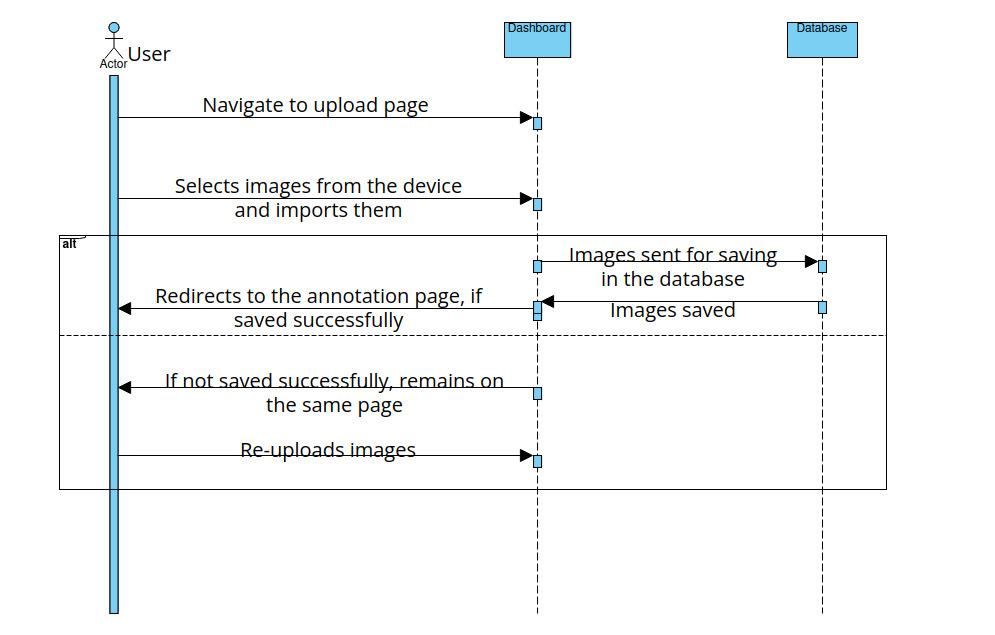 Dashboard
Database
User
Actor
Navigate to upload page
Selects images from the device
and imports them
alt
Images sent for saving
in the database
Redirects to the annotation page, if
saved successfully
Images saved
If not saved successfully, remains on
the same page
Re-uploads images